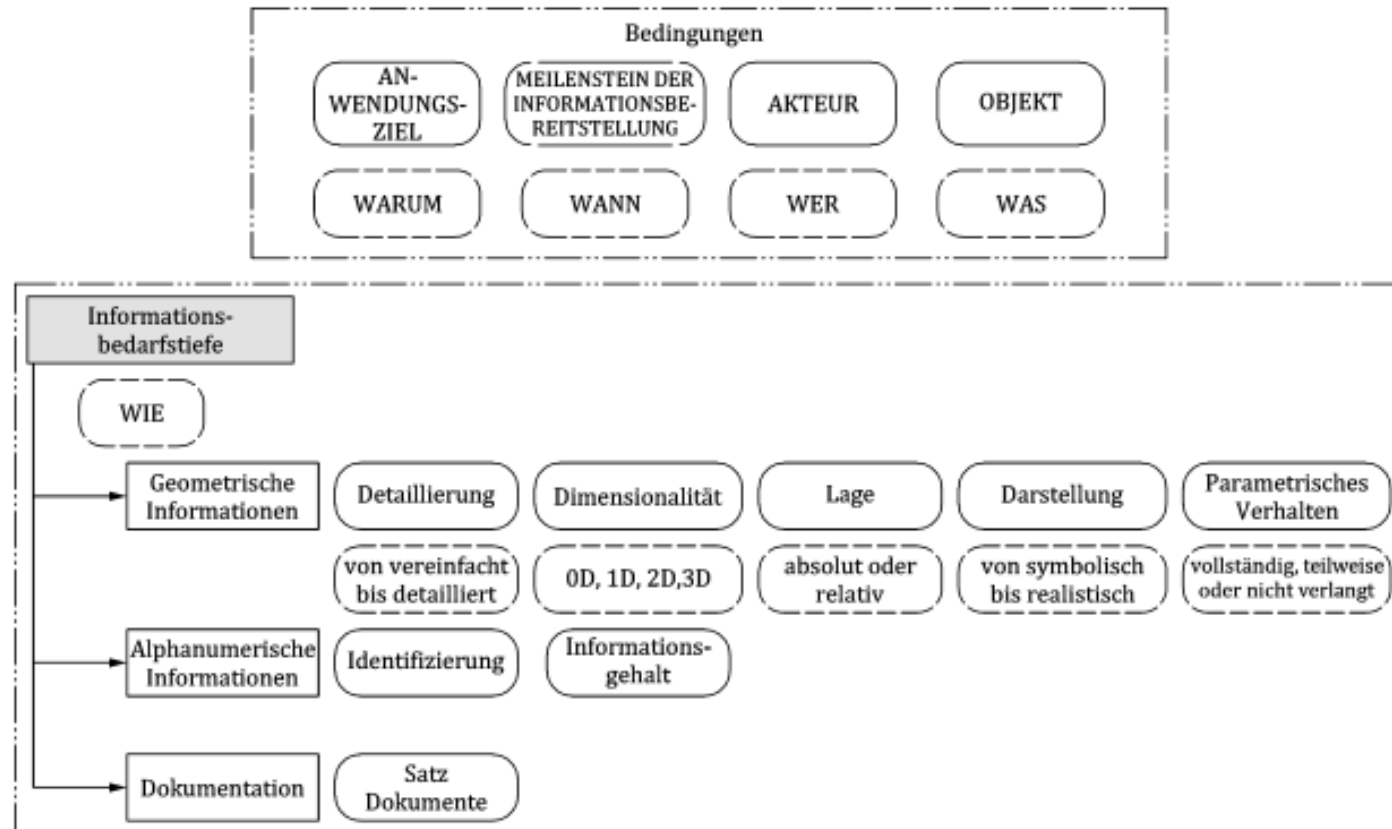 Bedingungen
AN-
WENDUNGS-
ZIEL
MEILENSTEIN DER
INFORMATIONSBE-
REITSTELLUNG
AKTEUR
OBJEKT
WARUM
WANN
WER
WAS
Informations-
bedarfstiefe
WIE
Geometrische
Informationen
Detaillierung
Dimensionalität
Lage
Darstellung
Parametrisches
Verhalten
von vereinfacht
bis detailliert
0D, 1D, 2D,3D
absolut oder
relativ
von symbolisch
bis realistisch
vollständig, teilweise
oder nicht verlangt
Alphanumerische
Informationen
Identifizierung
Informations-
gehalt
Dokumentation
Satz
Dokumente